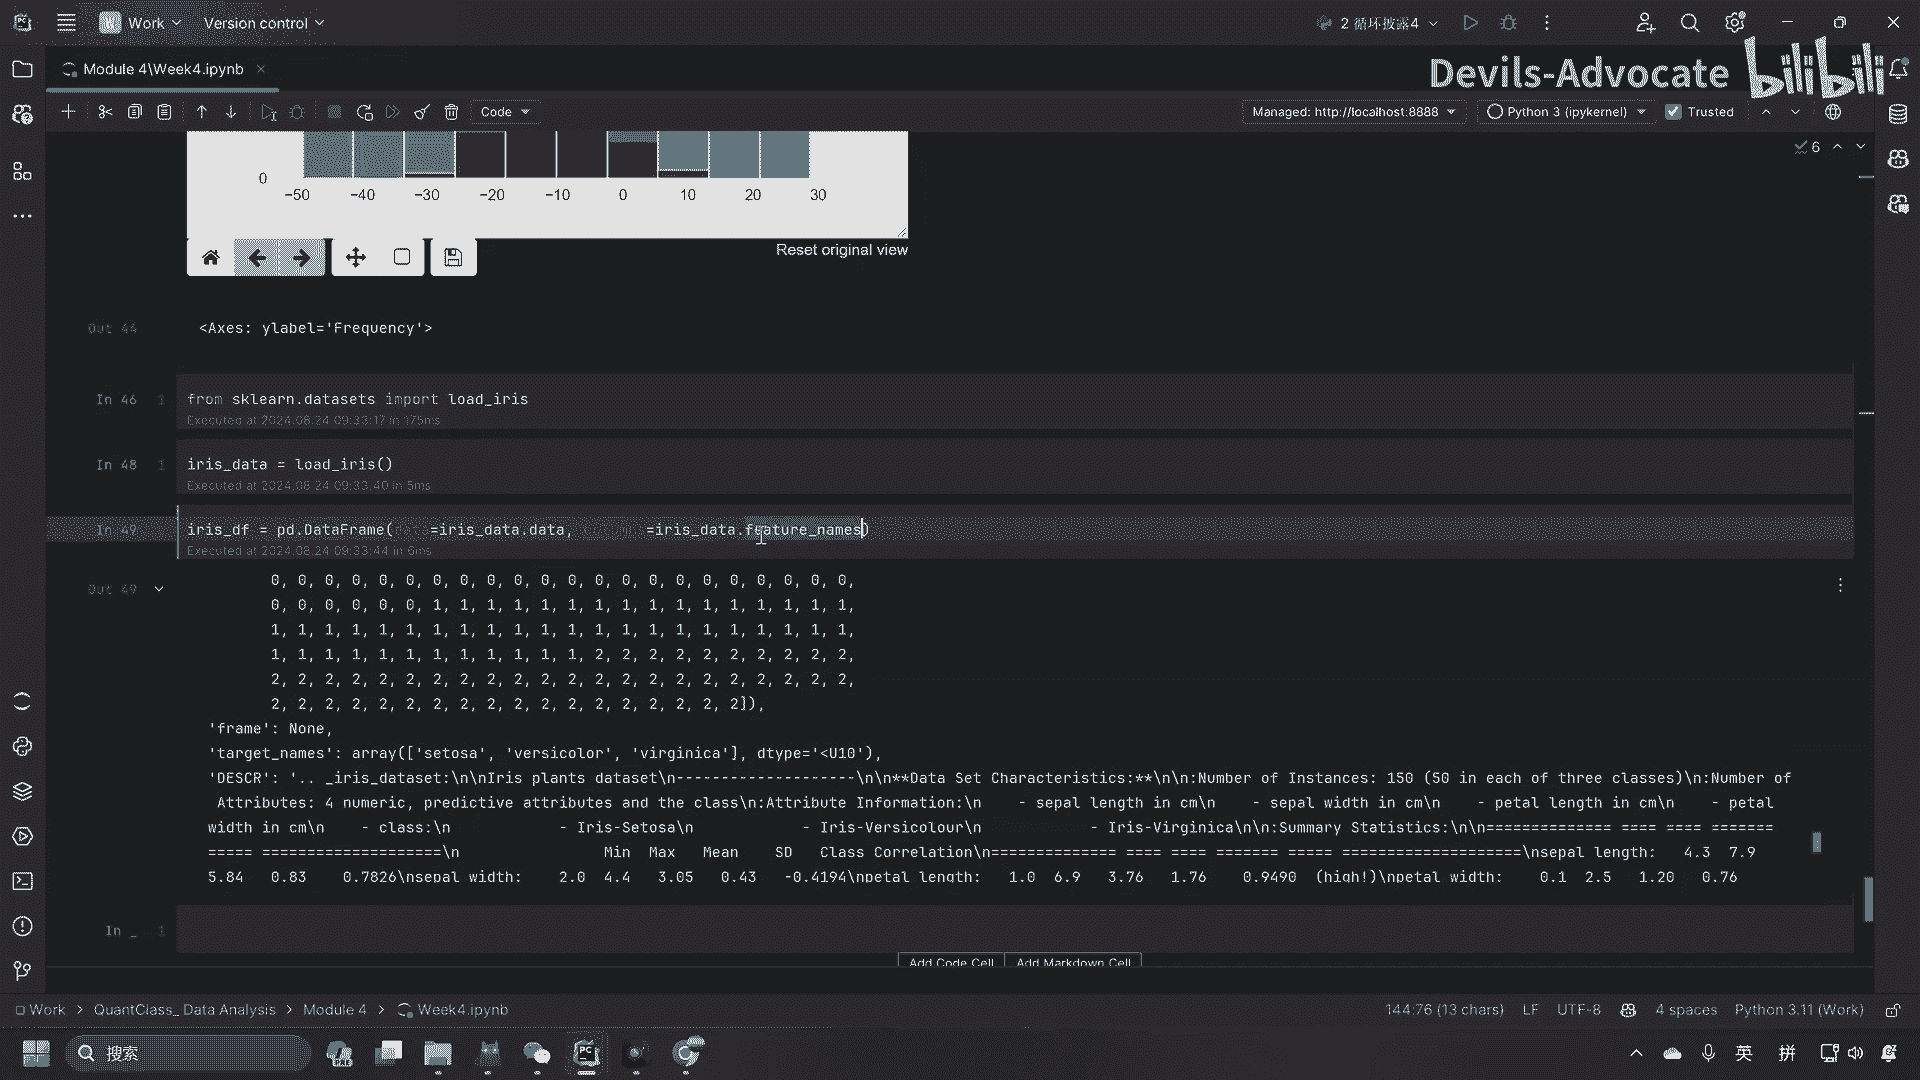 Work
Version control
2 循环披露4
Module 4\Week4.ipynb
Devils-Advocate
bilibili
Code
Managed: http://localhost:8888
Python 3 (ipykernel)
Trusted
6
0
−50 −40 −30 −20 −10 0 10 20 30
Reset original view
Out 44
<Axes: ylabel='Frequency'>
In 46 1 from sklearn.datasets import load_iris
Executed at 2024.08.24 09:33:17 in 175ms
In 48 1 iris_data = load_iris()
Executed at 2024.08.24 09:33:40 in 5ms
In 49 iris_df = pd.DataFrame( =iris_data.data, =iris_data.feature_names)
Executed at 2024.08.24 09:33:44 in 6ms
Out 49
0, 0, 0, 0, 0, 0, 0, 0, 0, 0, 0, 0, 0, 0, 0, 0, 0, 0, 0, 0, 0, 0,
0, 0, 0, 0, 0, 0, 1, 1, 1, 1, 1, 1, 1, 1, 1, 1, 1, 1, 1, 1, 1, 1,
1, 1, 1, 1, 1, 1, 1, 1, 1, 1, 1, 1, 1, 1, 1, 1, 1, 1, 1, 1, 1, 1,
1, 1, 1, 1, 1, 1, 1, 1, 1, 1, 1, 1, 2, 2, 2, 2, 2, 2, 2, 2, 2, 2,
2, 2, 2, 2, 2, 2, 2, 2, 2, 2, 2, 2, 2, 2, 2, 2, 2, 2, 2, 2, 2, 2,
2, 2, 2, 2, 2, 2, 2, 2, 2, 2, 2, 2, 2, 2, 2, 2, 2, 2]),
'frame': None,
'target_names': array(['setosa', 'versicolor', 'virginica'], dtype='<U10'),
'DESCR': '.. _iris_dataset:\n\nIris plants dataset\n--------------------\n\n**Data Set Characteristics:**\n\n:Number of Instances: 150 (50 in each of three classes)\n:Number of
Attributes: 4 numeric, predictive attributes and the class\n:Attribute Information:\n - sepal length in cm\n - sepal width in cm\n - petal length in cm\n - petal
width in cm\n - class:\n - Iris-Setosa\n - Iris-Versicolour\n - Iris-Virginica\n\n:Summary Statistics:\n\n============== ==== ==== =======
===== ====================\n Min Max Mean SD Class Correlation\n============== ==== ==== ======= ===== ====================\nsepal length: 4.3 7.9
5.84 0.83 0.7826\nsepal width: 2.0 4.4 3.05 0.43 -0.4194\npetal length: 1.0 6.9 3.76 1.76 0.9490 (high!)\npetal width: 0.1 2.5 1.20 0.76
In _ 1
Add Code Cell Add Markdown Cell
Work > QuantClass_ Data Analysis > Module 4 > Week4.ipynb
144:76 (13 chars) LF UTF-8 4 spaces Python 3.11 (Work)
搜索
英
拼